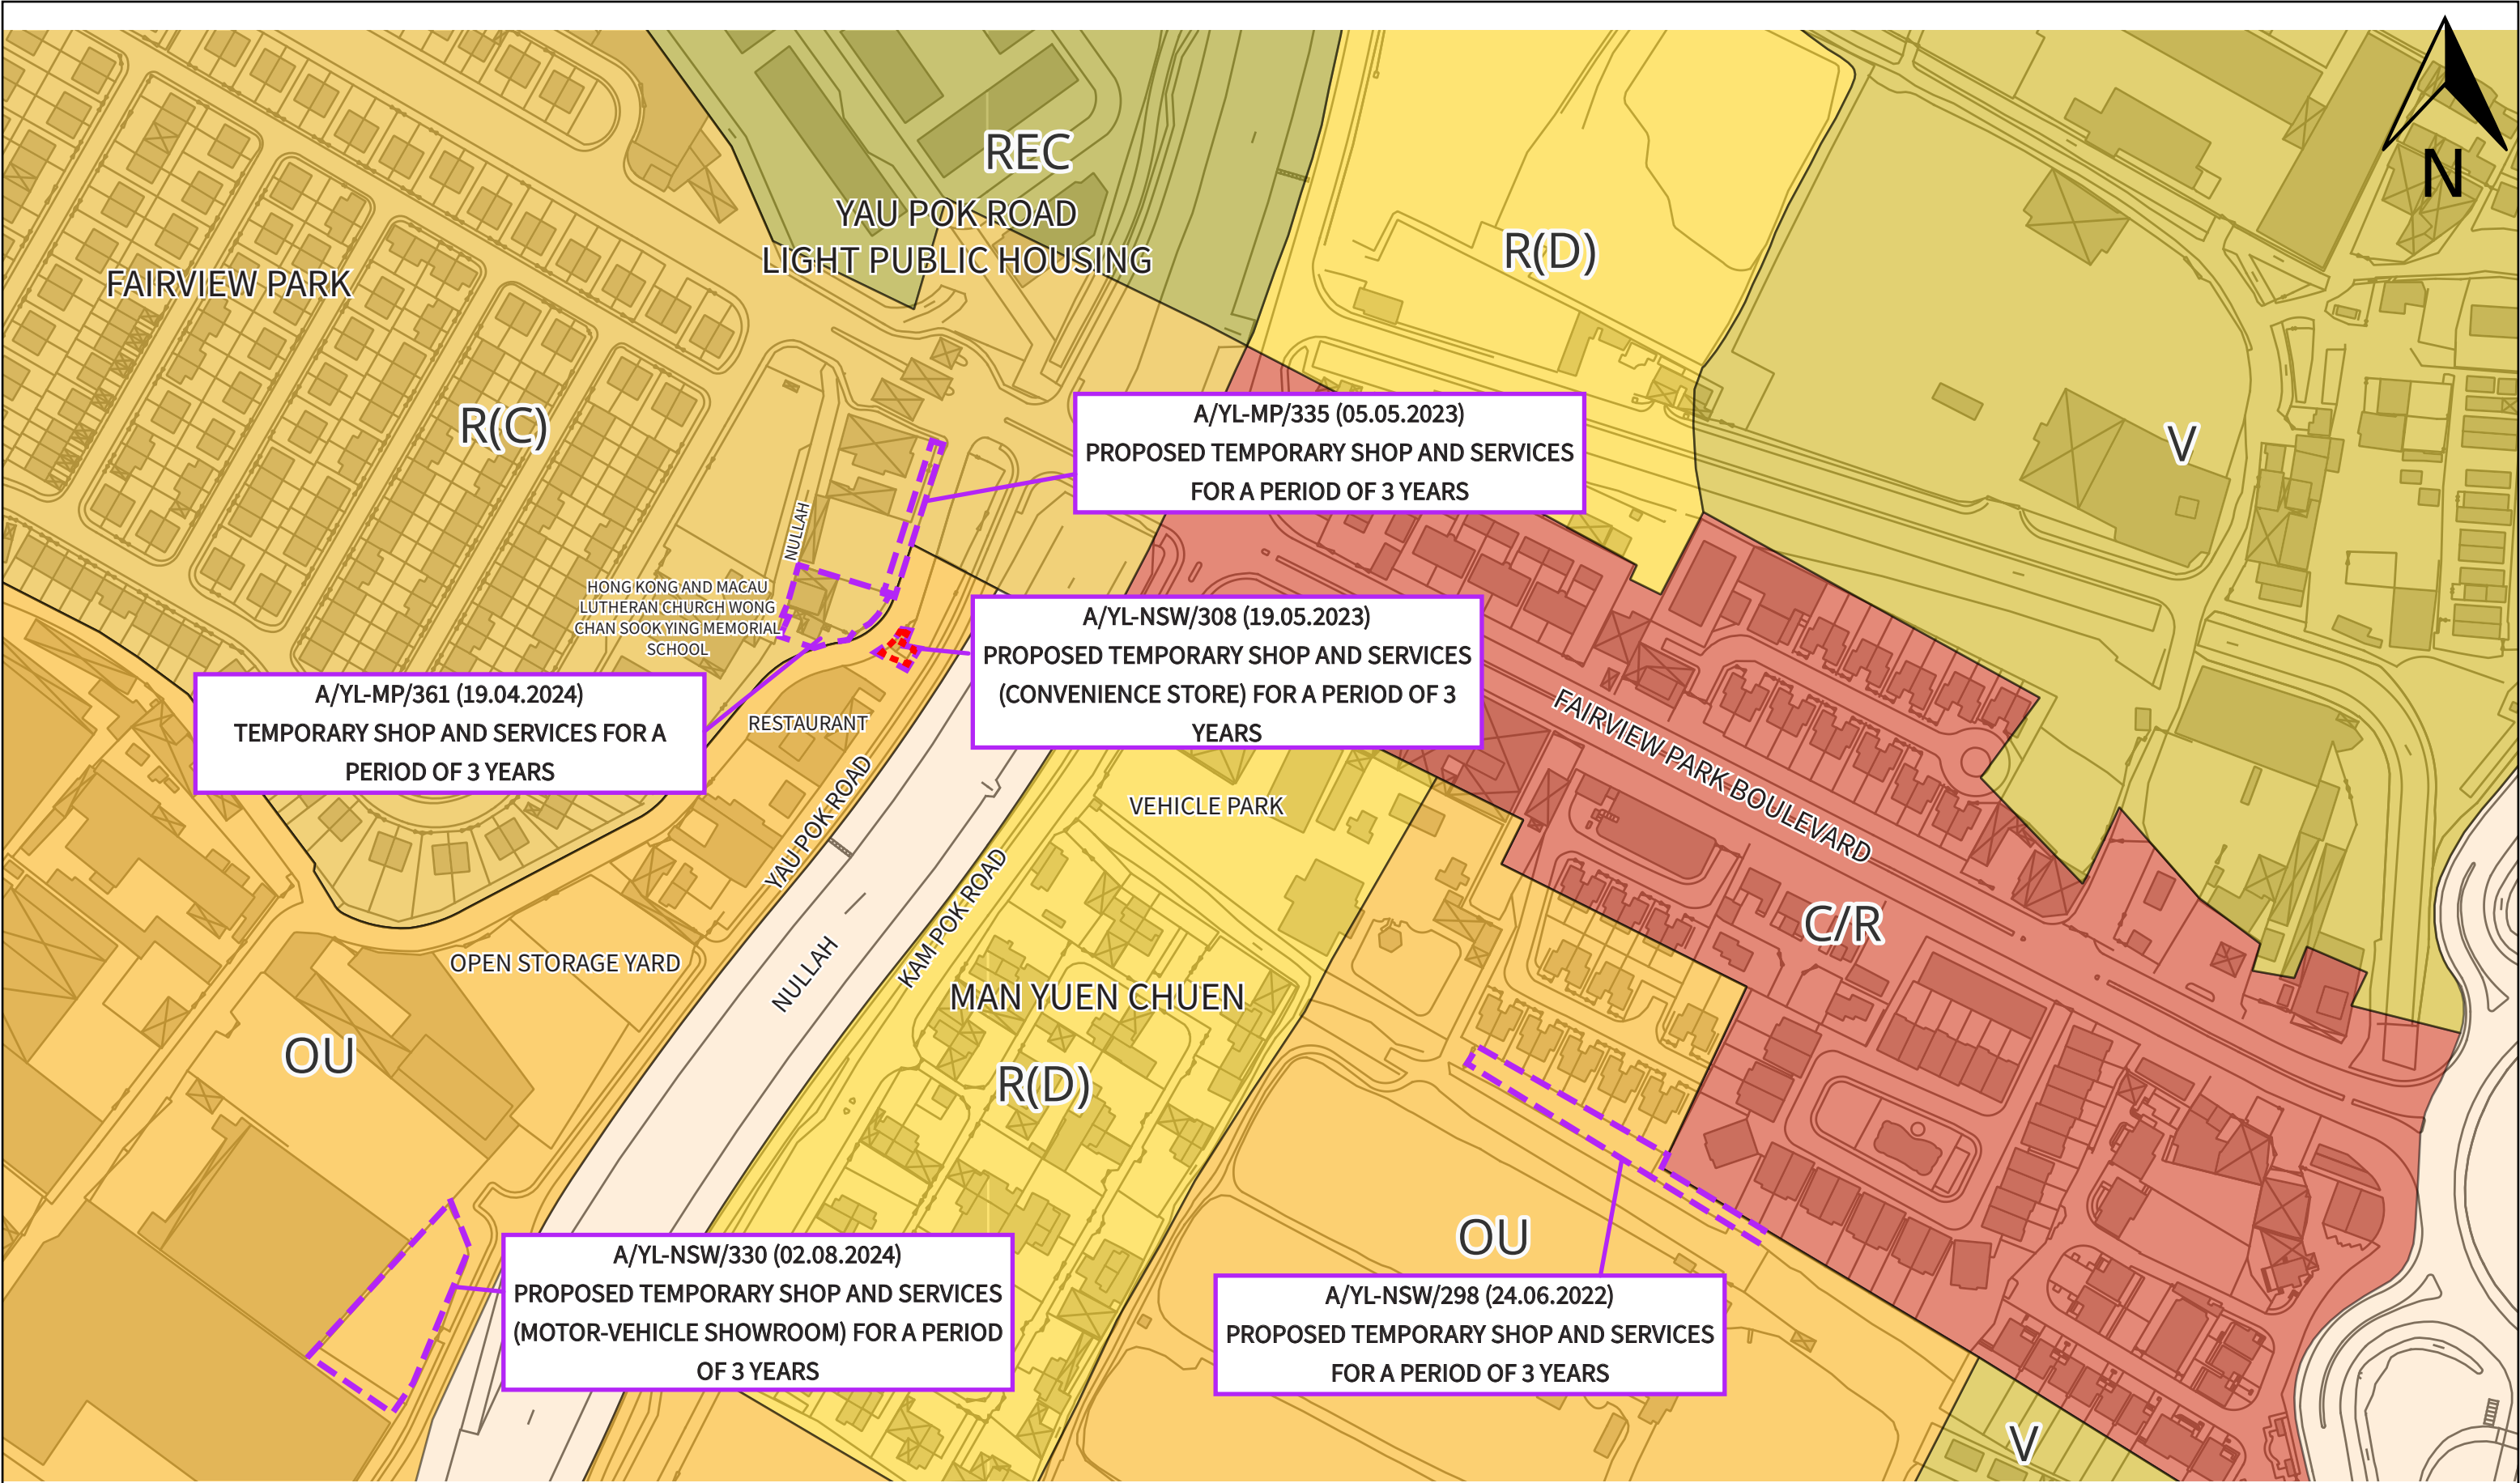 REC
YAU POK ROAD
LIGHT PUBLIC HOUSING
N
R(D)
FAIRVIEW PARK
R(C)
V
A/YL-MP/335 (05.05.2023)
PROPOSED TEMPORARY SHOP AND SERVICES
FOR A PERIOD OF 3 YEARS
NULLAH
HONG KONG AND MACAU
LUTHERAN CHURCH WONG
CHAN SOOK YING MEMORIAL
SCHOOL
A/YL-NSW/308 (19.05.2023)
PROPOSED TEMPORARY SHOP AND SERVICES
(CONVENIENCE STORE) FOR A PERIOD OF 3
YEARS
A/YL-MP/361 (19.04.2024)
TEMPORARY SHOP AND SERVICES FOR A
PERIOD OF 3 YEARS
RESTAURANT
FAIRVIEW PARK BOULEVARD
YAU POK ROAD
VEHICLE PARK
KAM POK ROAD
C/R
OPEN STORAGE YARD
NULLAH
MAN YUEN CHUEN
OU
R(D)
OU
A/YL-NSW/330 (02.08.2024)
PROPOSED TEMPORARY SHOP AND SERVICES
(MOTOR-VEHICLE SHOWROOM) FOR A PERIOD
OF 3 YEARS
A/YL-NSW/298 (24.06.2022)
PROPOSED TEMPORARY SHOP AND SERVICES
FOR A PERIOD OF 3 YEARS
V